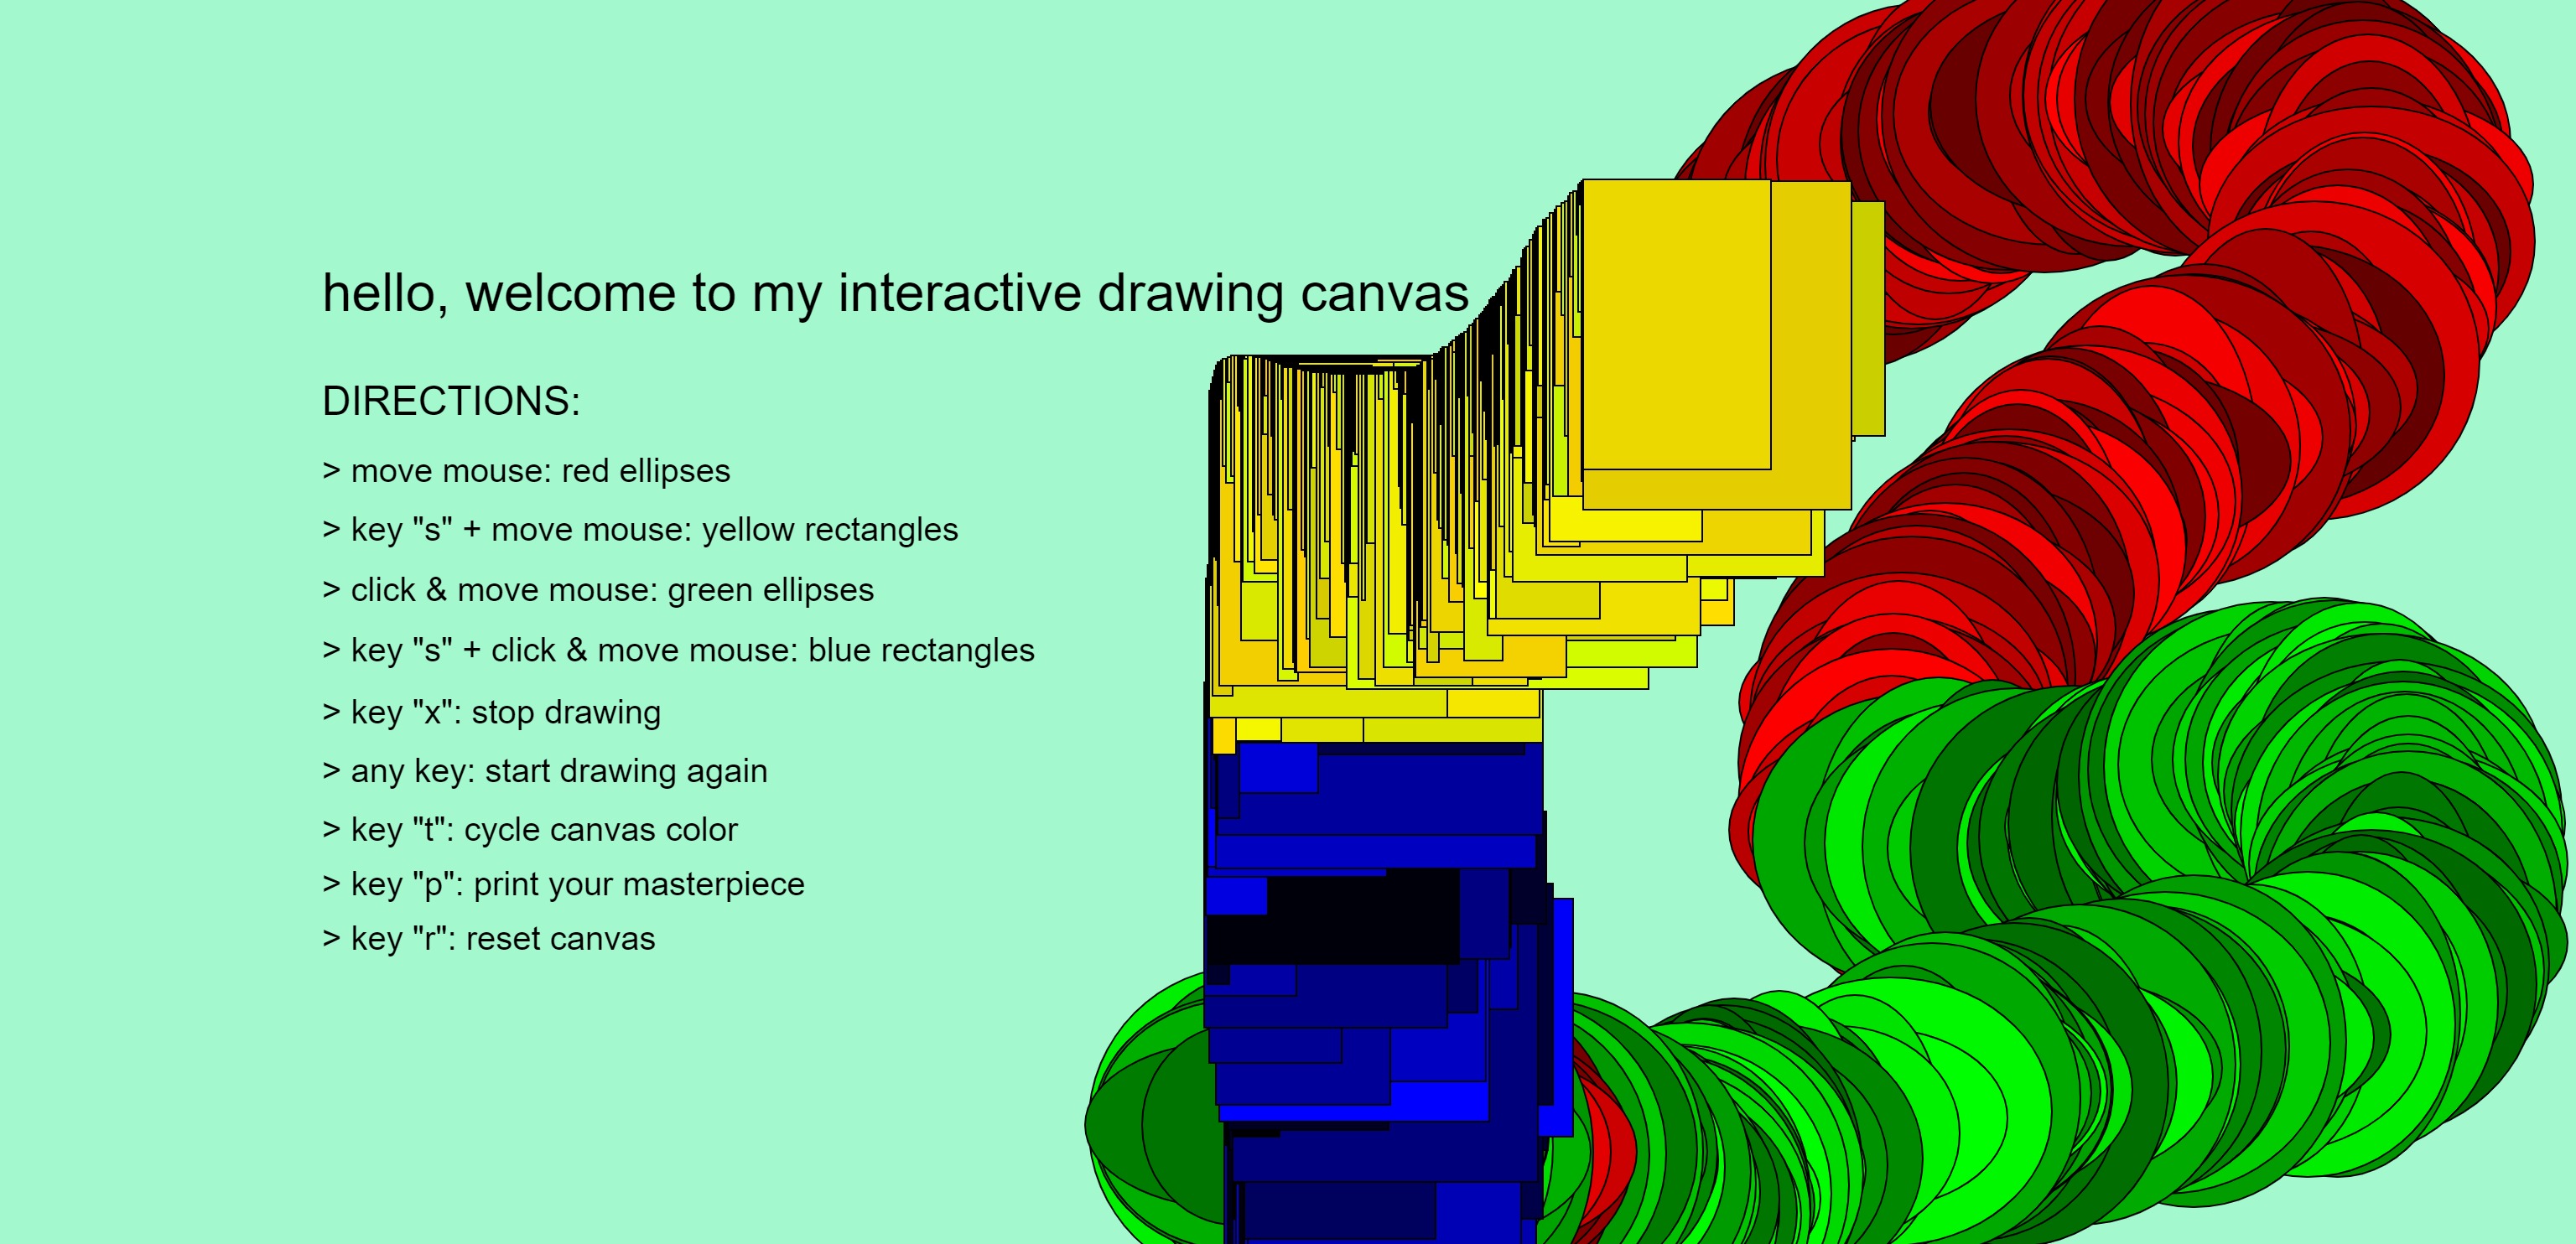 hello, welcome to my interactive drawing canvas
DIRECTIONS:
> move mouse: red ellipses
> key "s" + move mouse: yellow rectangles
> click & move mouse: green ellipses
> key "s" + click & move mouse: blue rectangles
> key "x": stop drawing
> any key: start drawing again
> key "t": cycle canvas color
> key "p": print your masterpiece
> key "r": reset canvas